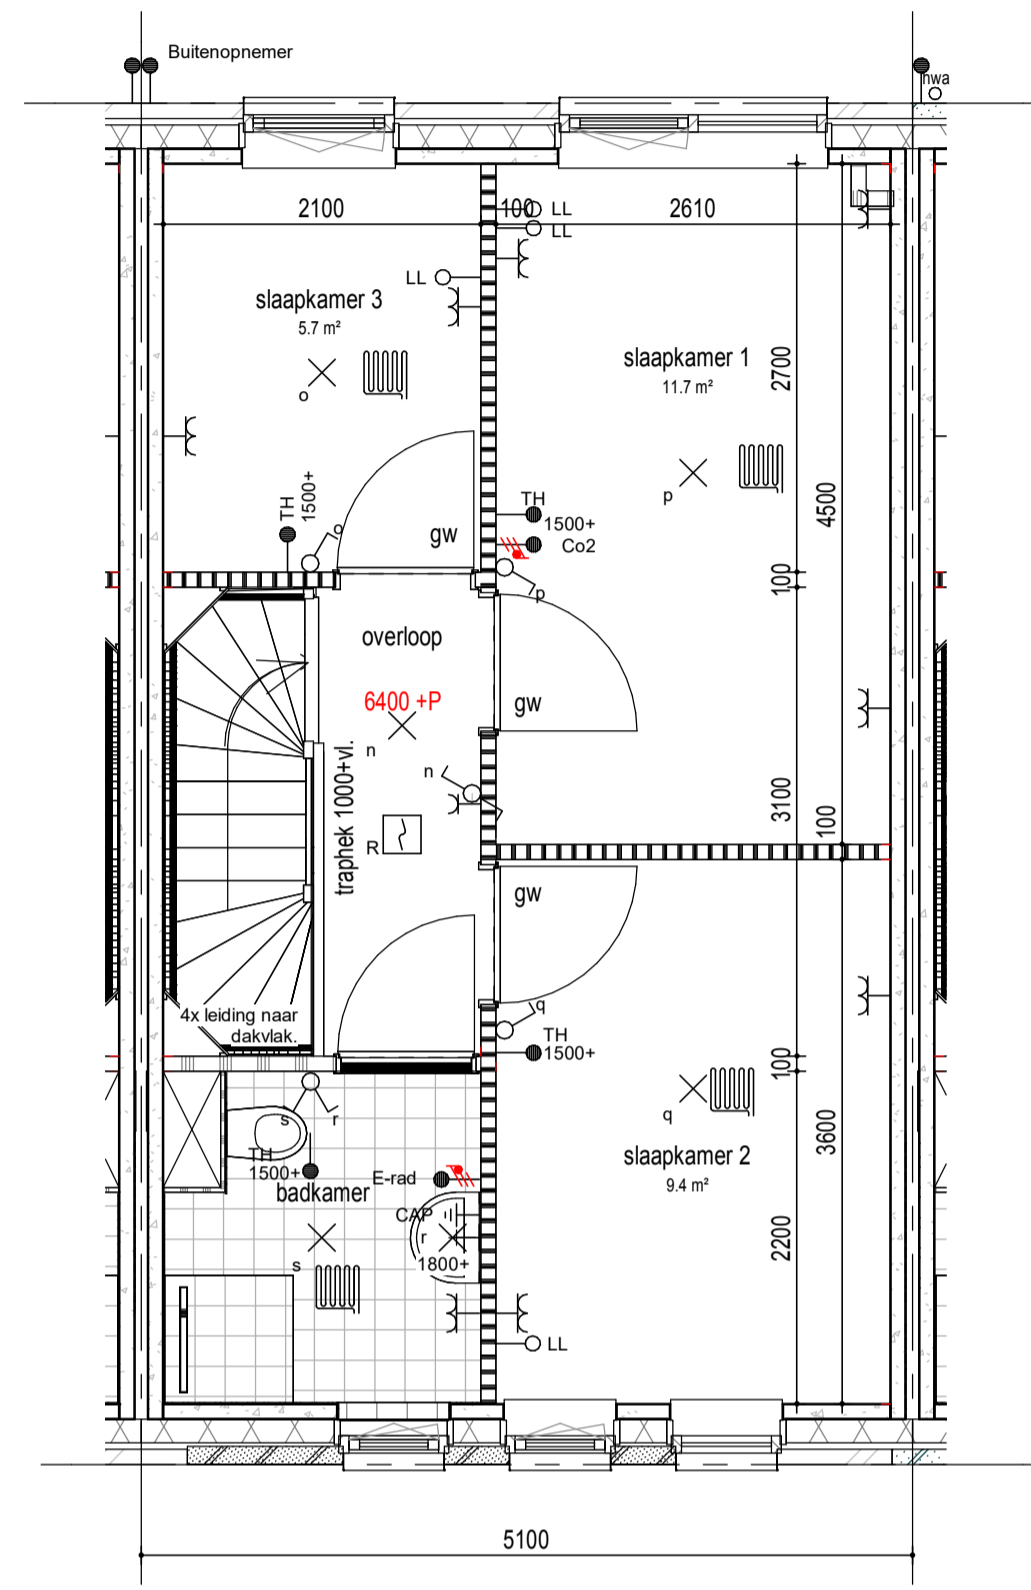 Buitenopnemer
hwa
2100
100
2610
LL
LL
LL
slaapkamer 3
5.7 m²
o
slaapkamer 1
11.7 m²
p
2700
4500
TH
1500+
o
gw
TH
1500+
Co2
p
100
overloop
6400 +P
n
gw
n
traphek 1000+vl.
R
3100
100
gw
4x leiding naar
dakvlak.
q
TH
1500+
100
s
r
TH
1500+
badkamer
E-rad
CAP
r
1800+
s
q
slaapkamer 2
9.4 m²
3600
2200
LL
5100